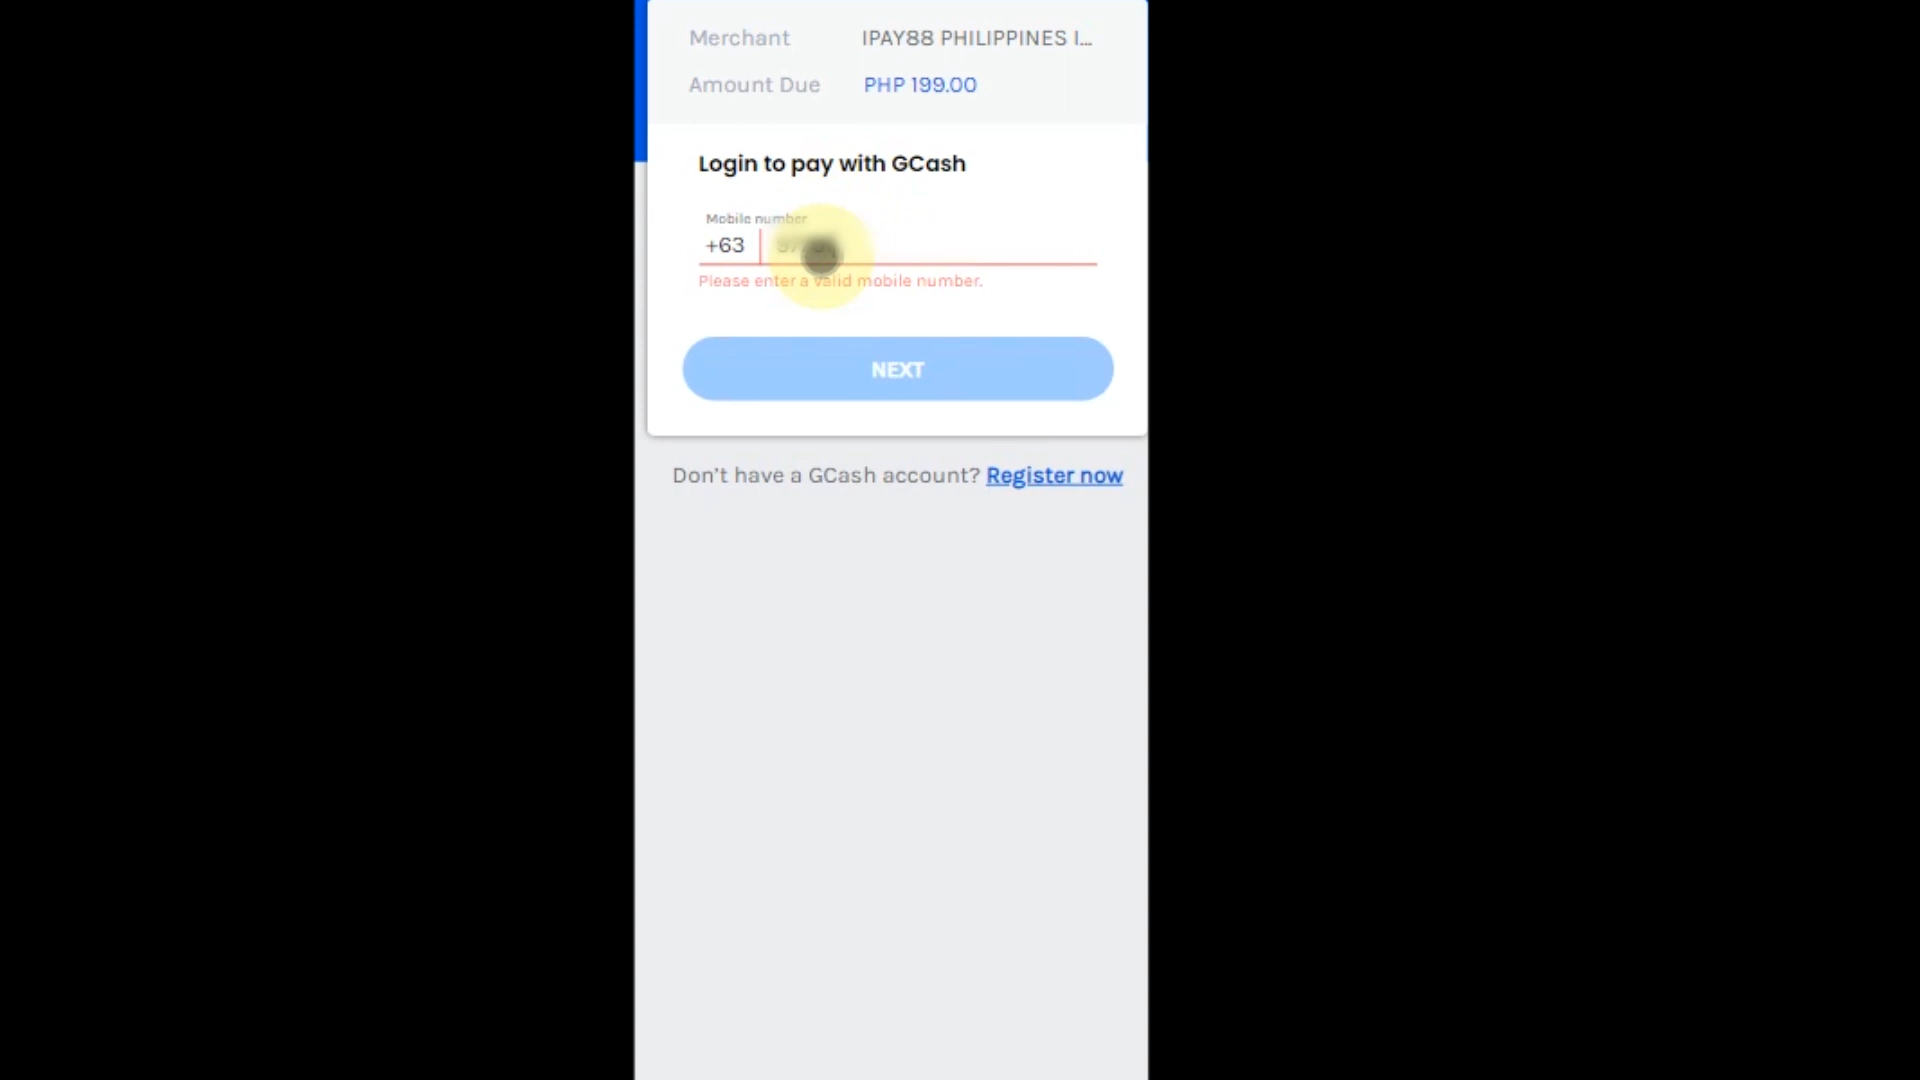 Merchant IPAY88 PHILIPPINES I...
Amount Due PHP 199.00
Login to pay with GCash
Mobile number
+63
Please enter a valid mobile number.
NEXT
Don't have a GCash account? Register now